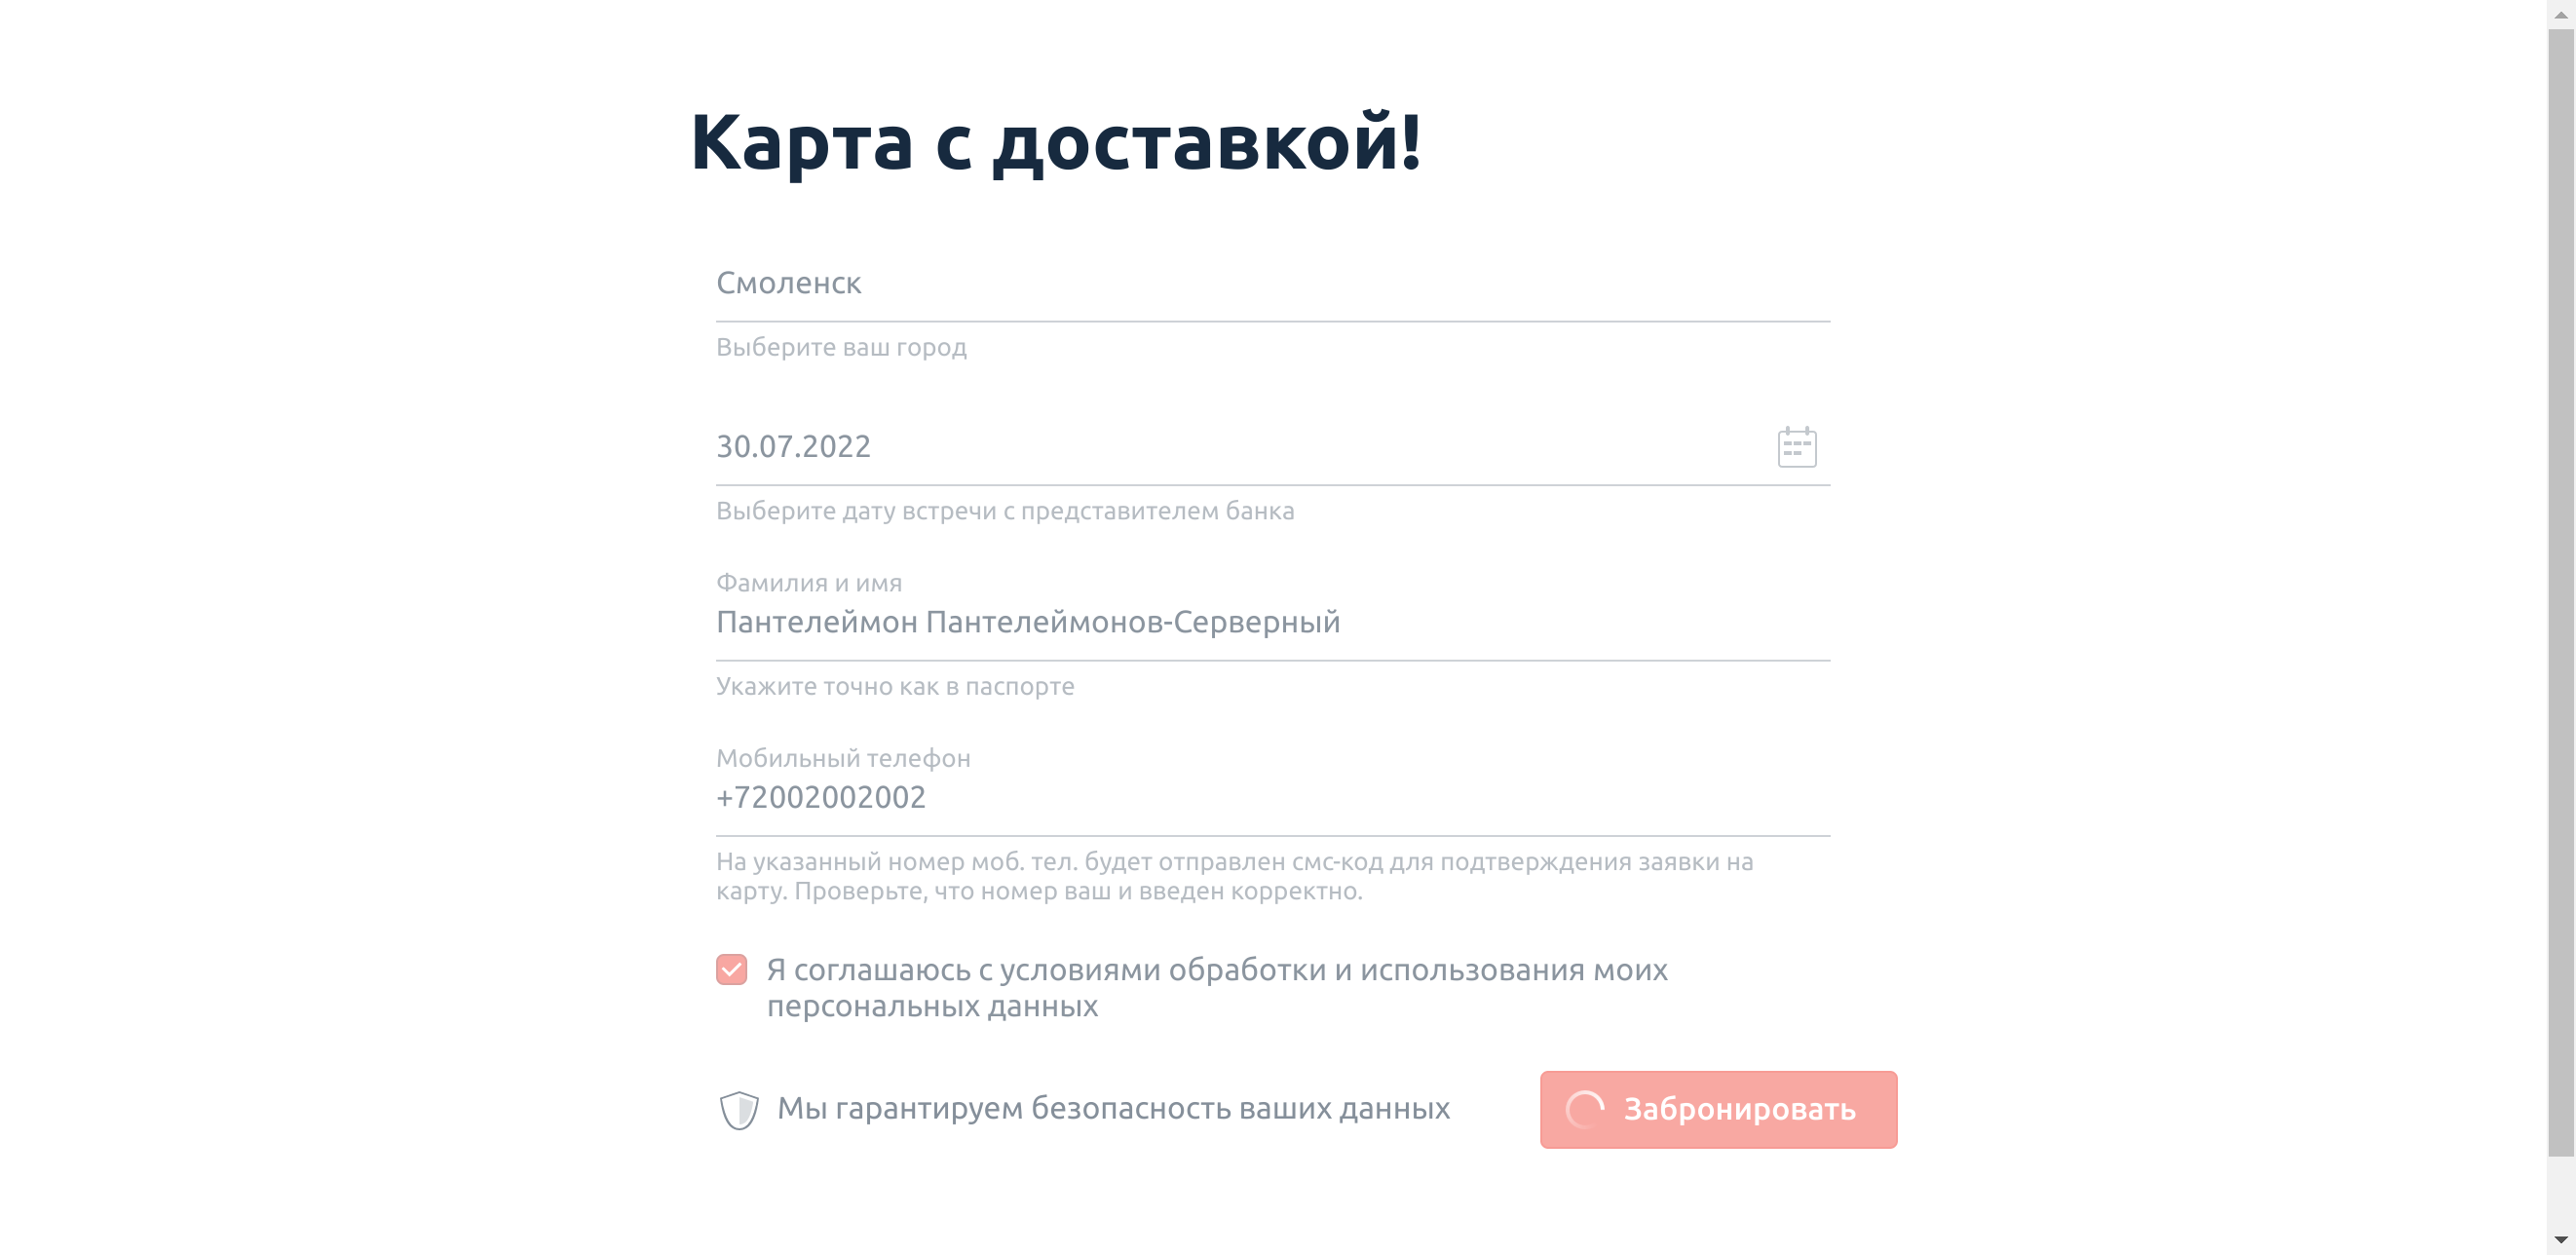 Карта с доставкой!
Смоленск
Выберите ваш город
30.07.2022
Выберите дату встречи с представителем банка
Фамилия и имя
Пантелеймон Пантелеймонов-Серверный
Укажите точно как в паспорте
Мобильный телефон
+72002002002
На указанный номер моб. тел. будет отправлен смс-код для подтверждения заявки на
карту. Проверьте, что номер ваш и введен корректно.
Я соглашаюсь с условиями обработки и использования моих
персональных данных
Мы гарантируем безопасность ваших данных
Забронировать